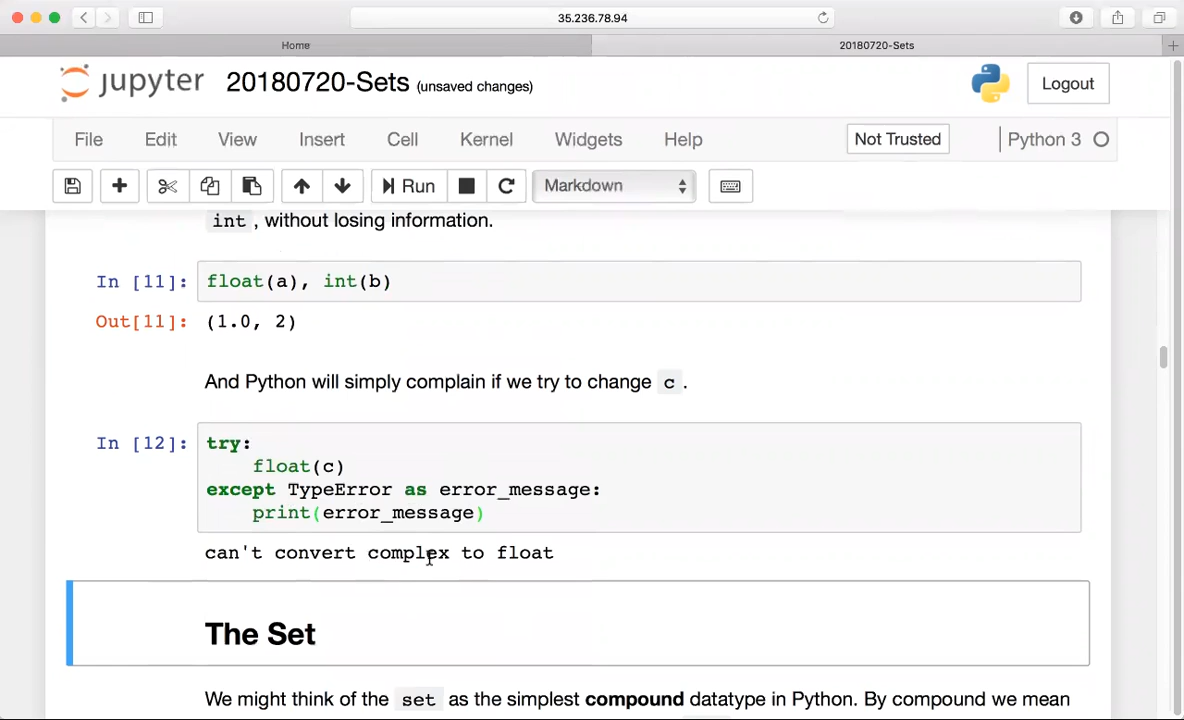 35.236.78.94
Home
20180720-Sets
jupyter 20180720-Sets (unsaved changes)
Logout
File Edit View Insert Cell Kernel Widgets Help
Not Trusted
Python 3
Run
Markdown
int , without losing information.
In [11]: float(a), int(b)
Out[11]: (1.0, 2)
And Python will simply complain if we try to change c .
In [12]: try:
float(c)
except TypeError as error_message:
print(error_message)
can't convert complex to float
The Set
We might think of the set as the simplest compound datatype in Python. By compound we mean